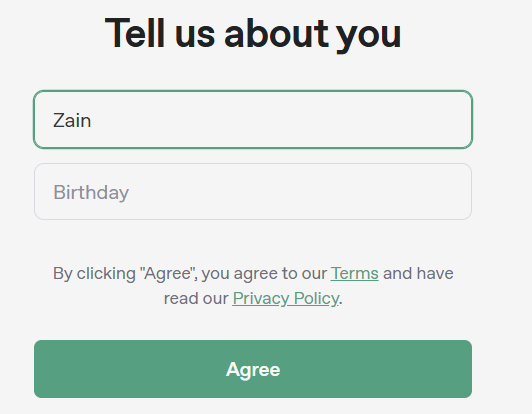 Tell us about you
Zain
Birthday
By clicking "Agree", you agree to our Terms and have
read our Privacy Policy.
Agree